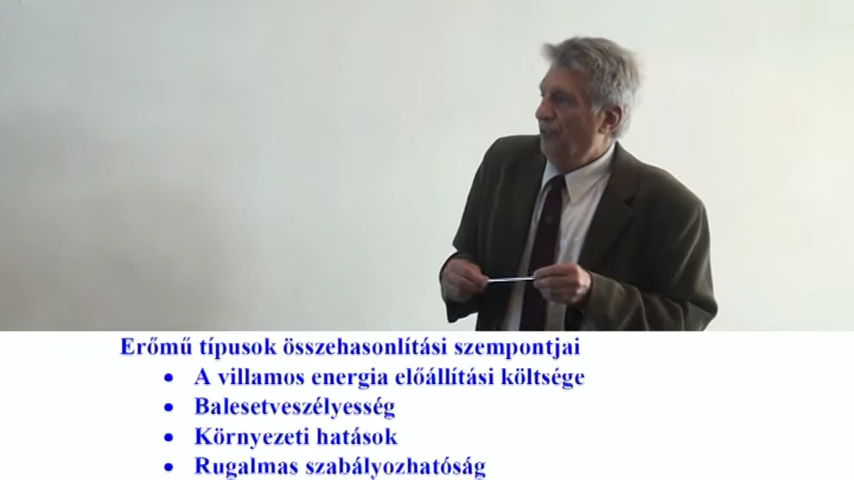 Erőmű típusok összehasonlítási szempontjai
• A villamos energia előállítási költsége
• Balesetveszélyesség
• Környezeti hatások
• Rugalmas szabályozhatóság